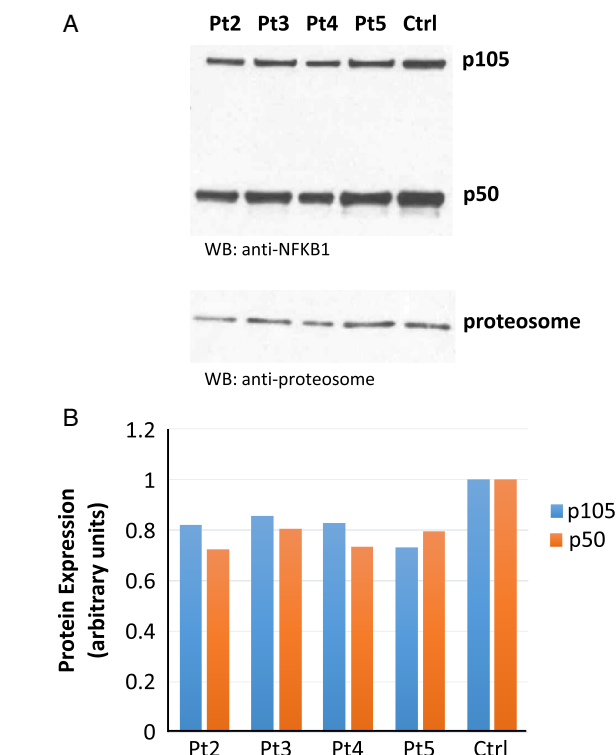 A
Pt2 Pt3 Pt4 Pt5 Ctrl
p105
p50
WB: anti-NFKB1
proteosome
WB: anti-proteosome
B
Protein Expression
(arbitrary units)
1.2
1
0.8
0.6
0.4
0.2
0
p105
p50
Pt2 Pt3 Pt4 Pt5 Ctrl